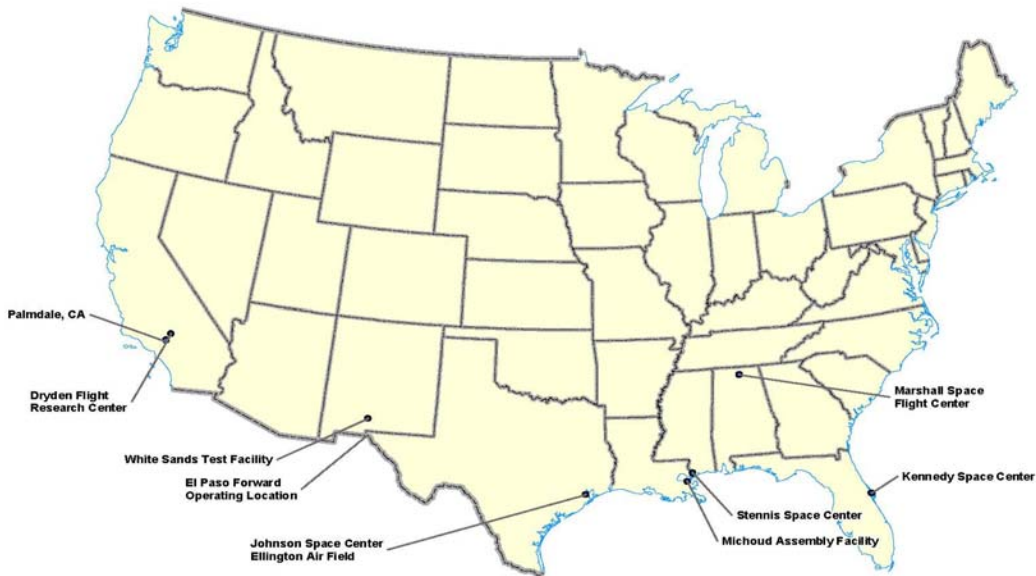 Palmdale, CA
Dryden Flight
Research Center
White Sands Test Facility
El Paso Forward
Operating Location
Johnson Space Center
Ellington Air Field
Marshall Space
Flight Center
Kennedy Space Center
Stennis Space Center
Michoud Assembly Facility